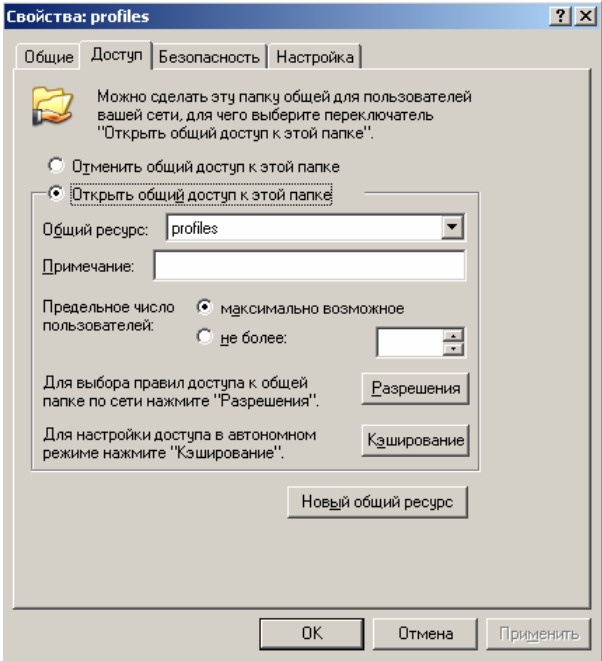 Свойства: profiles
Общие Доступ Безопасность Настройка
Можно сделать эту папку общей для пользователей
вашей сети, для чего выберите переключатель
"Открыть общий доступ к этой папке".
Отменить общий доступ к этой папке
Открыть общий доступ к этой папке
Общий ресурс: profiles
Примечание:
Предельное число
пользователей:
максимально возможное
не более:
Для выбора правил доступа к общей
папке по сети нажмите "Разрешения".
Разрешения
Для настройки доступа в автономном
режиме нажмите "Кэширование".
Кэширование
Новый общий ресурс
OK Отмена Применить